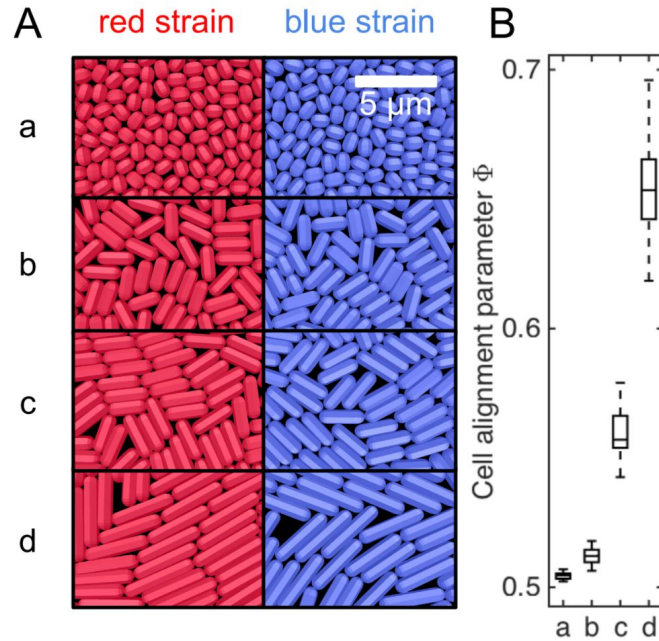 A
red strain
blue strain
5 μm
a
b
c
d
B
Cell alignment parameter Φ
0.7
0.6
0.5
a b c d